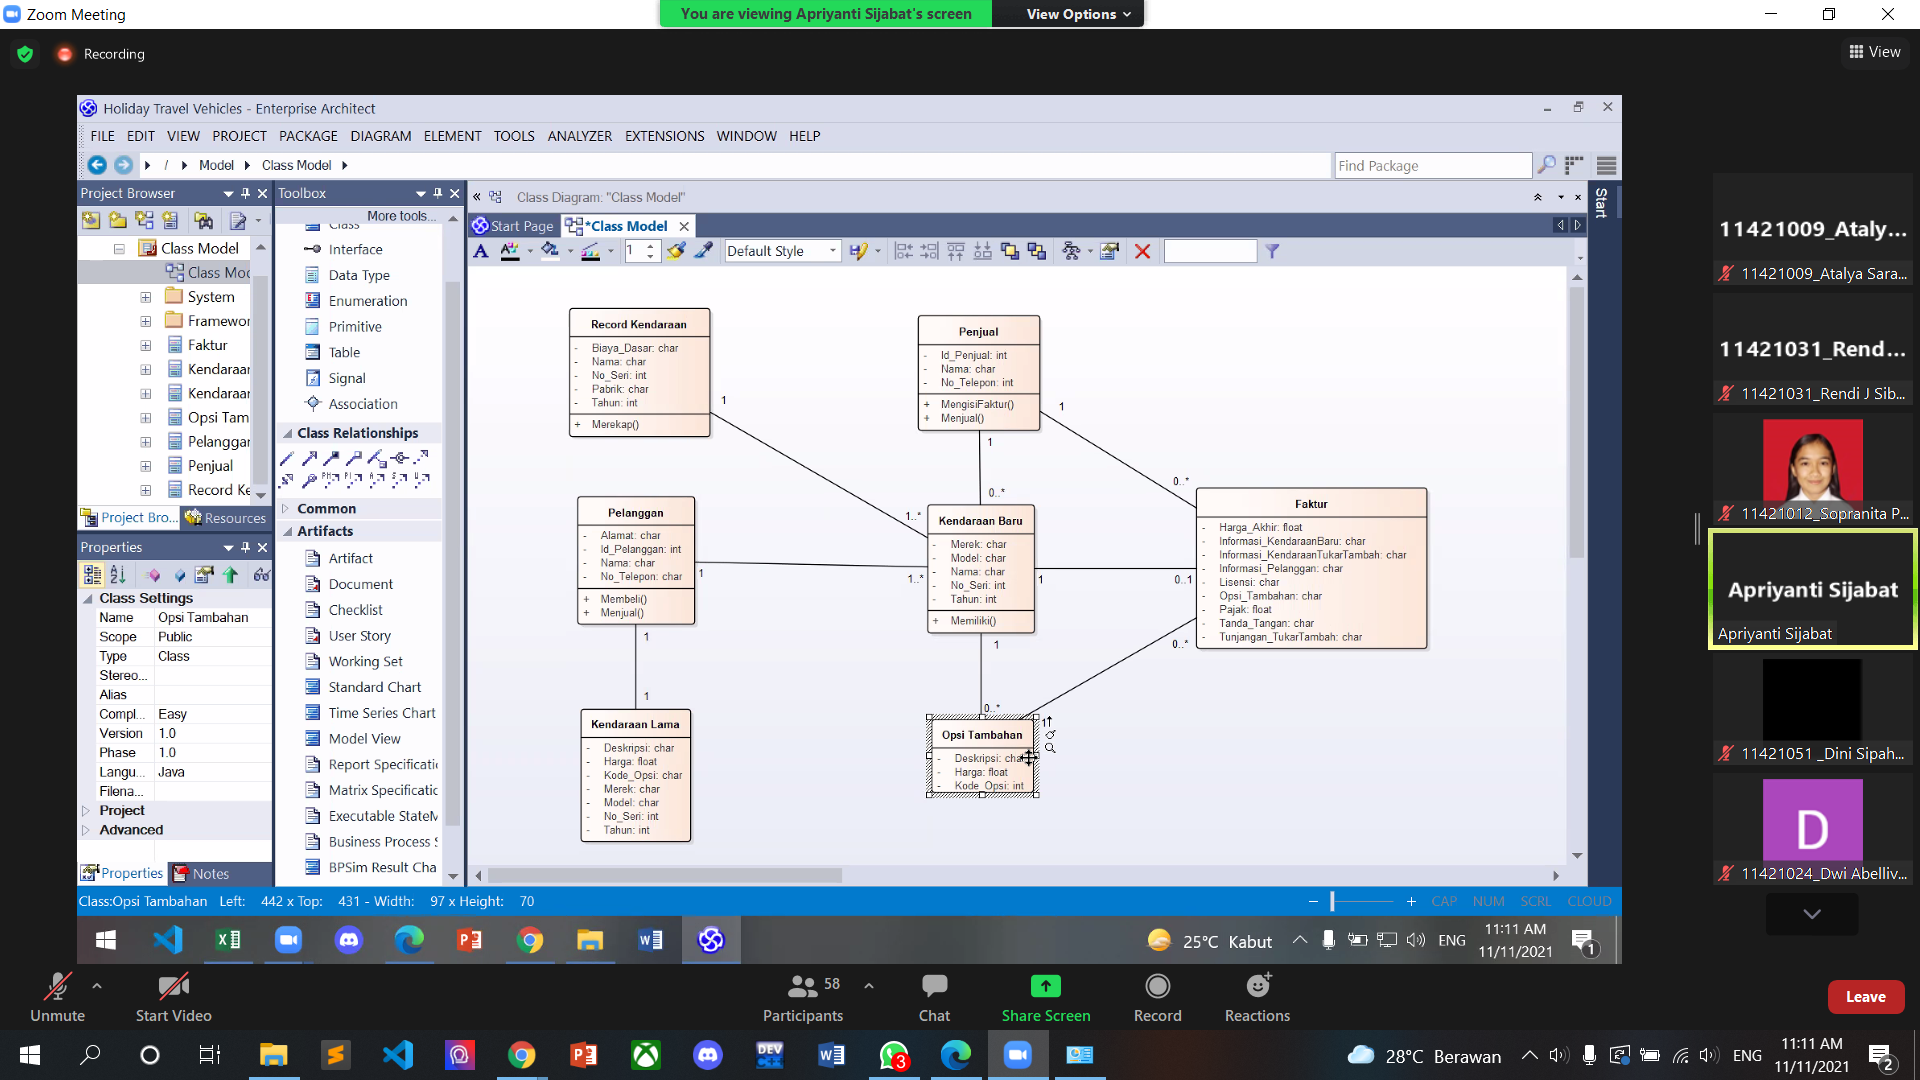 Zoom Meeting
You are viewing Apriyanti Sijabat's screen
View Options
Recording
View
Holiday Travel Vehicles - Enterprise Architect
FILE EDIT VIEW PROJECT PACKAGE DIAGRAM ELEMENT TOOLS ANALYZER EXTENSIONS WINDOW HELP
/ Model Class Model
Find Package
Project Browser
Class Model
Class Moc
System
Framewor
Faktur
Kendaraar
Kendaraar
Opsi Tam
Pelanggar
Penjual
Record Ke
Project Bro...
Resources
Properties
Class Settings
Name Opsi Tambahan
Scope Public
Type Class
Stereo...
Alias
Compl... Easy
Version 1.0
Phase 1.0
Langu... Java
Filena...
Project
Advanced
Properties
Notes
Toolbox
More tools...
Class
Interface
Data Type
Enumeration
Primitive
Table
Signal
Association
Class Relationships
Common
Artifacts
Artifact
Document
Checklist
User Story
Working Set
Standard Chart
Time Series Chart
Model View
Report Specificatic
Matrix Specificatic
Executable StateM
Business Process S
BPSim Result Cha
Class Diagram: "Class Model"
Start Page
*Class Model
1
Default Style
Start
Record Kendaraan
- Biaya_Dasar: char
- Nama: char
- No_Seri: int
- Pabrik: char
- Tahun: int
+ Merekap()
1
1..*
Penjual
- Id_Penjual: int
- Nama: char
- No_Telepon: int
+ MengisiFaktur()
+ Menjual()
1
0..*
1
0..*
Pelanggan
- Alamat: char
- Id_Pelanggan: int
- Nama: char
- No_Telepon: char
+ Membeli()
+ Menjual()
1
1..*
1
1
Kendaraan Baru
- Merek: char
- Model: char
- Nama: char
- No_Seri: int
- Tahun: int
+ Memiliki()
1
0..1
1
0..*
Faktur
- Harga_Akhir: float
- Informasi_KendaraanBaru: char
- Informasi_KendaraanTukarTambah: char
- Informasi_Pelanggan: char
- Lisensi: char
- Opsi_Tambahan: char
- Pajak: float
- Tanda_Tangan: char
- Tunjangan_TukarTambah: char
0..*
1
Kendaraan Lama
- Deskripsi: char
- Harga: float
- Kode_Opsi: char
- Merek: char
- Model: char
- No_Seri: int
- Tahun: int
Opsi Tambahan
- Deskripsi: char
- Harga: float
- Kode_Opsi: int
Class:Opsi Tambahan Left: 442 x Top: 431 - Width: 97 x Height: 70
CAP NUM SCRL CLOUD
25°C Kabut
ENG
11:11 AM
11/11/2021
1
11421009_Ataly...
11421009_Atalya Sara...
11421031_Rend...
11421031_Rendi J Sib...
11421012_Sopranita P...
Apriyanti Sijabat
Apriyanti Sijabat
11421051 _Dini Sipah...
D
11421024_Dwi Abelliv...
Unmute
Start Video
58
Participants
Chat
Share Screen
Record
Reactions
Leave
DEV
3
28°C Berawan
ENG
11:11 AM
11/11/2021
2